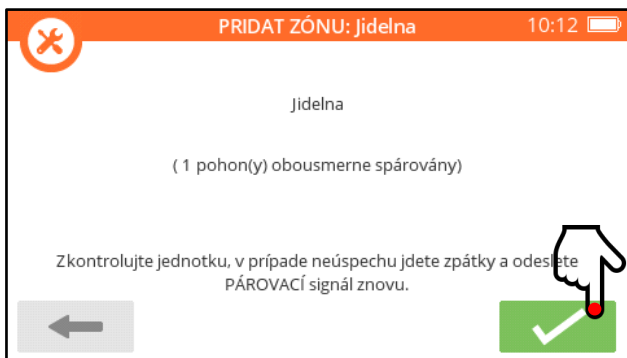 PRIDAT ZÓNU: Jidelna 10:12
Jidelna
( 1 pohon(y) obousmerne spárovány)
Zkontrolujte jednotku, v prípade neúspechu jdete zpátky a odeslete
PÁROVACÍ signál znovu.